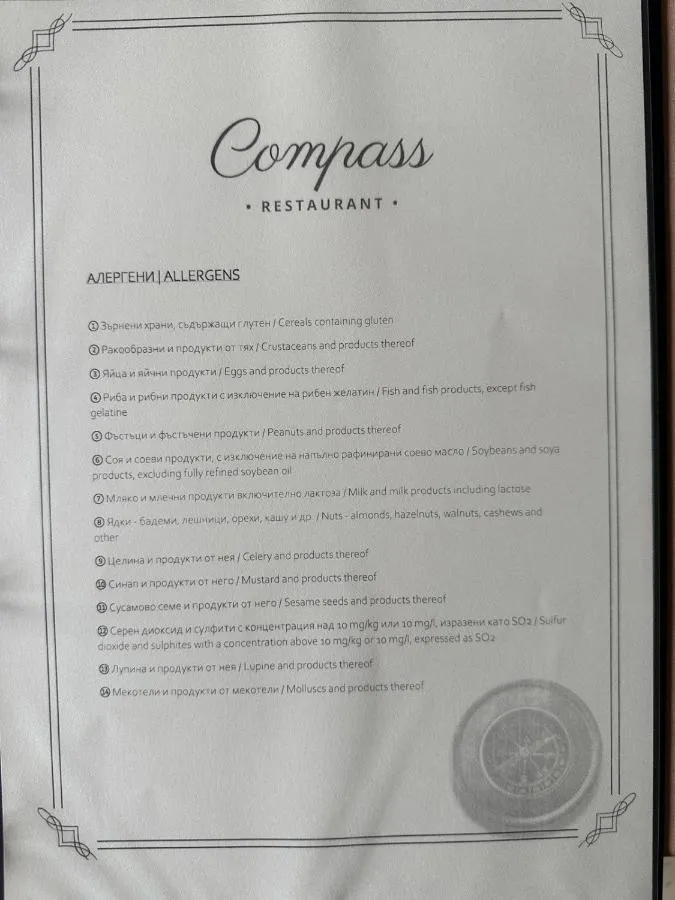 Compass
• RESTAURANT •
АЛЕРГЕНИ | ALLERGENS
① Зърнени храни, съдържащи глутен / Cereals containing gluten
② Ракообразни и продукти от тях / Crustaceans and products thereof
③ Яйца и яйчни продукти / Eggs and products thereof
④ Риба и рибни продукти с изключение на рибен желатин / Fish and fish products, except fish
gelatine
⑤ Фъстъци и фъстъчени продукти / Peanuts and products thereof
⑥ Соя и соеви продукти, с изключение на напълно рафинирани соево масло / Soybeans and soya
products, excluding fully refined soybean oil
⑦ Мляко и млечни продукти включително лактоза / Milk and milk products including lactose
⑧ Ядки - бадеми, лешници, орехи, кашу и др. / Nuts - almonds, hazelnuts, walnuts, cashews and
other
⑨ Целина и продукти от нея / Celery and products thereof
⑩ Синап и продукти от него / Mustard and products thereof
⑪ Сусамово семе и продукти от него / Sesame seeds and products thereof
⑫ Серен диоксид и сулфити с концентрация над 10 mg/kg или 10 mg/l, изразени като SO2 / Sulfur
dioxide and sulphites with a concentration above 10 mg/kg or 10 mg/l, expressed as SO2
⑬ Лупина и продукти от нея / Lupine and products thereof
⑭ Мекотели и продукти от мекотели / Molluscs and products thereof